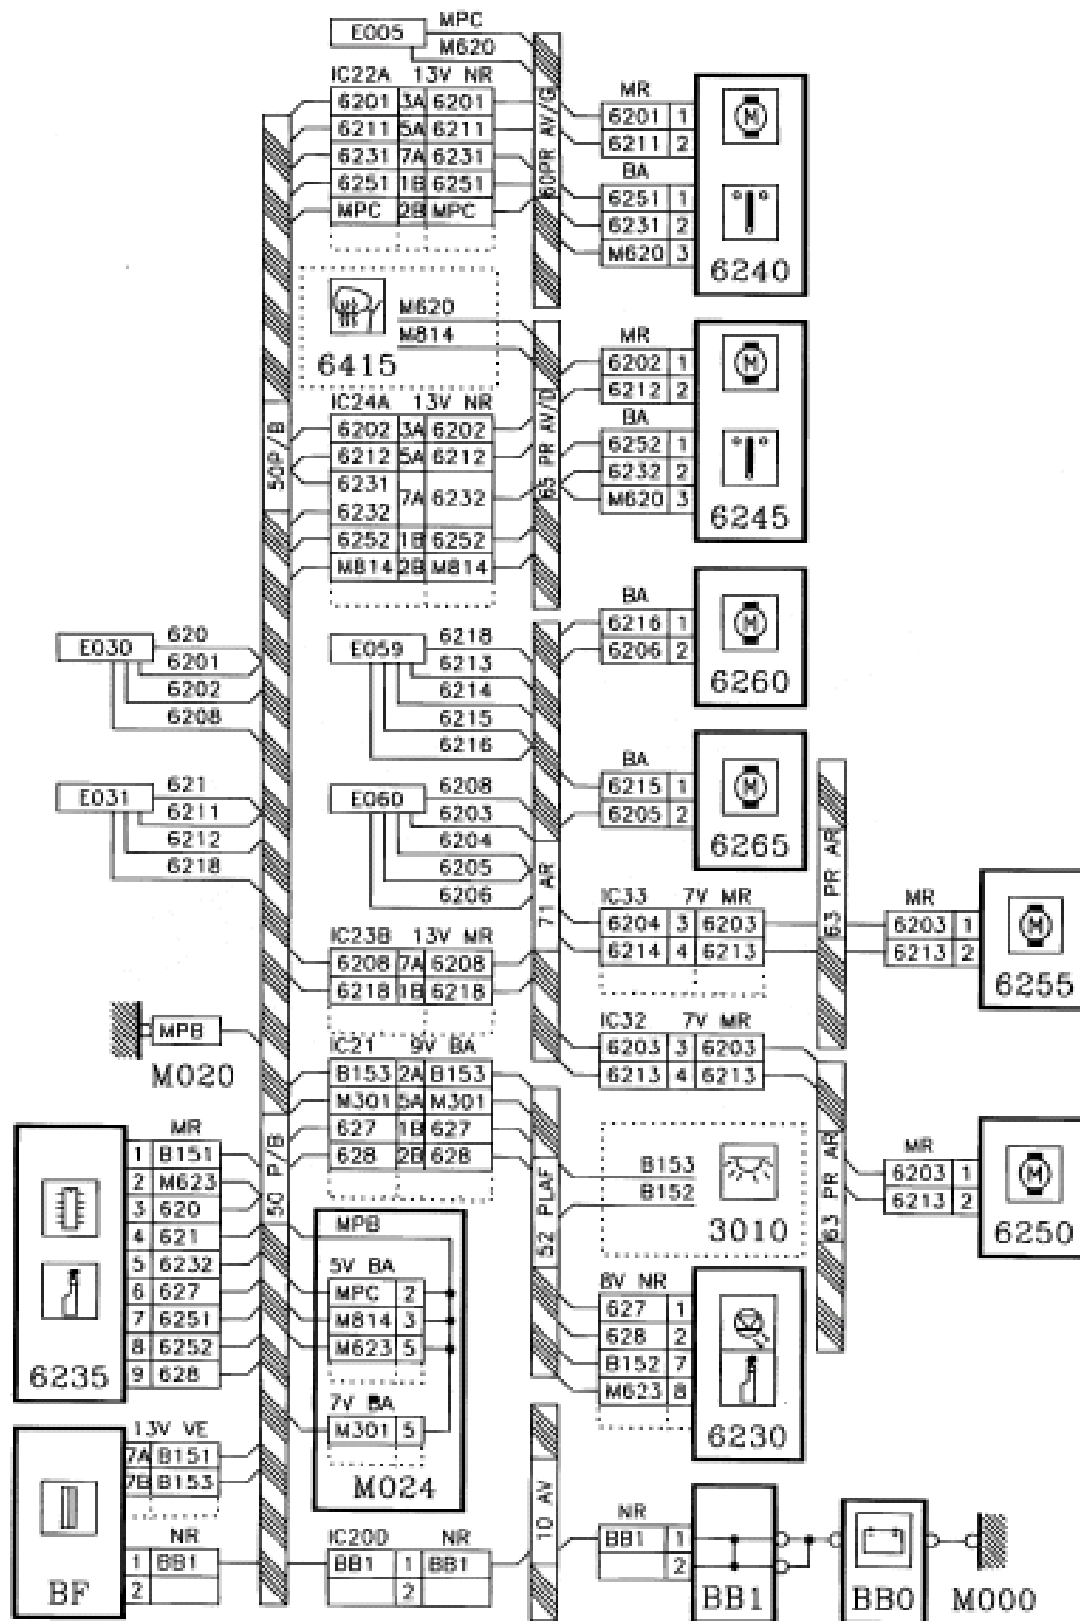 E005 MPC
M620
IC22A 13V NR
6201 3A 6201
6211 5A 6211
6231 7A 6231
6251 1B 6251
MPC 2B MPC
60PR AV/G
MR
6201 1
6211 2
BA
6251 1
6231 2
M620 3
6240
M620
M814
6415
IC24A 13V NR
6202 3A 6202
6212 5A 6212
6231
7A 6232
6232
6252 1B 6252
M814 2B M814
50P/B
65 PR AV/D
MR
6202 1
6212 2
BA
6252 1
6232 2
M620 3
6245
BA
6216 1
6206 2
6260
E030 620
6201
6202
6208
E059 6218
6213
6214
6215
6216
BA
6215 1
6205 2
6265
E031 621
6211
6212
6218
E060 6208
6203
6204
6205
6206
71 AR
63 PR AR
IC33 7V MR
6204 3 6203
6214 4 6213
MR
6203 1
6213 2
6255
IC23B 13V MR
6208 7A 6208
6218 1B 6218
IC32 7V MR
6203 3 6203
6213 4 6213
MPB
M020
IC21 9V BA
B153 2A B153
M301 5A M301
627 1B 627
628 2B 628
50 P/B
52 PLAF
B153
B152
3010
63 PR AR
MR
6203 1
6213 2
6250
MR
1 B151
2 M623
3 620
4 621
5 6232
6 627
7 6251
8 6252
9 628
6235
MPB
5V BA
MPC 2
M814 3
M623 5
7V BA
M301 5
M024
8V NR
627 1
628 2
B152 7
M623 8
6230
13V VE
7A B151
7B B153
NR
1 BB1
2
BF
IC20D NR
BB1 1 BB1
2
10 AV
NR
BB1 1
2
BB1
BB0
M000
M
M
M
M
M
M